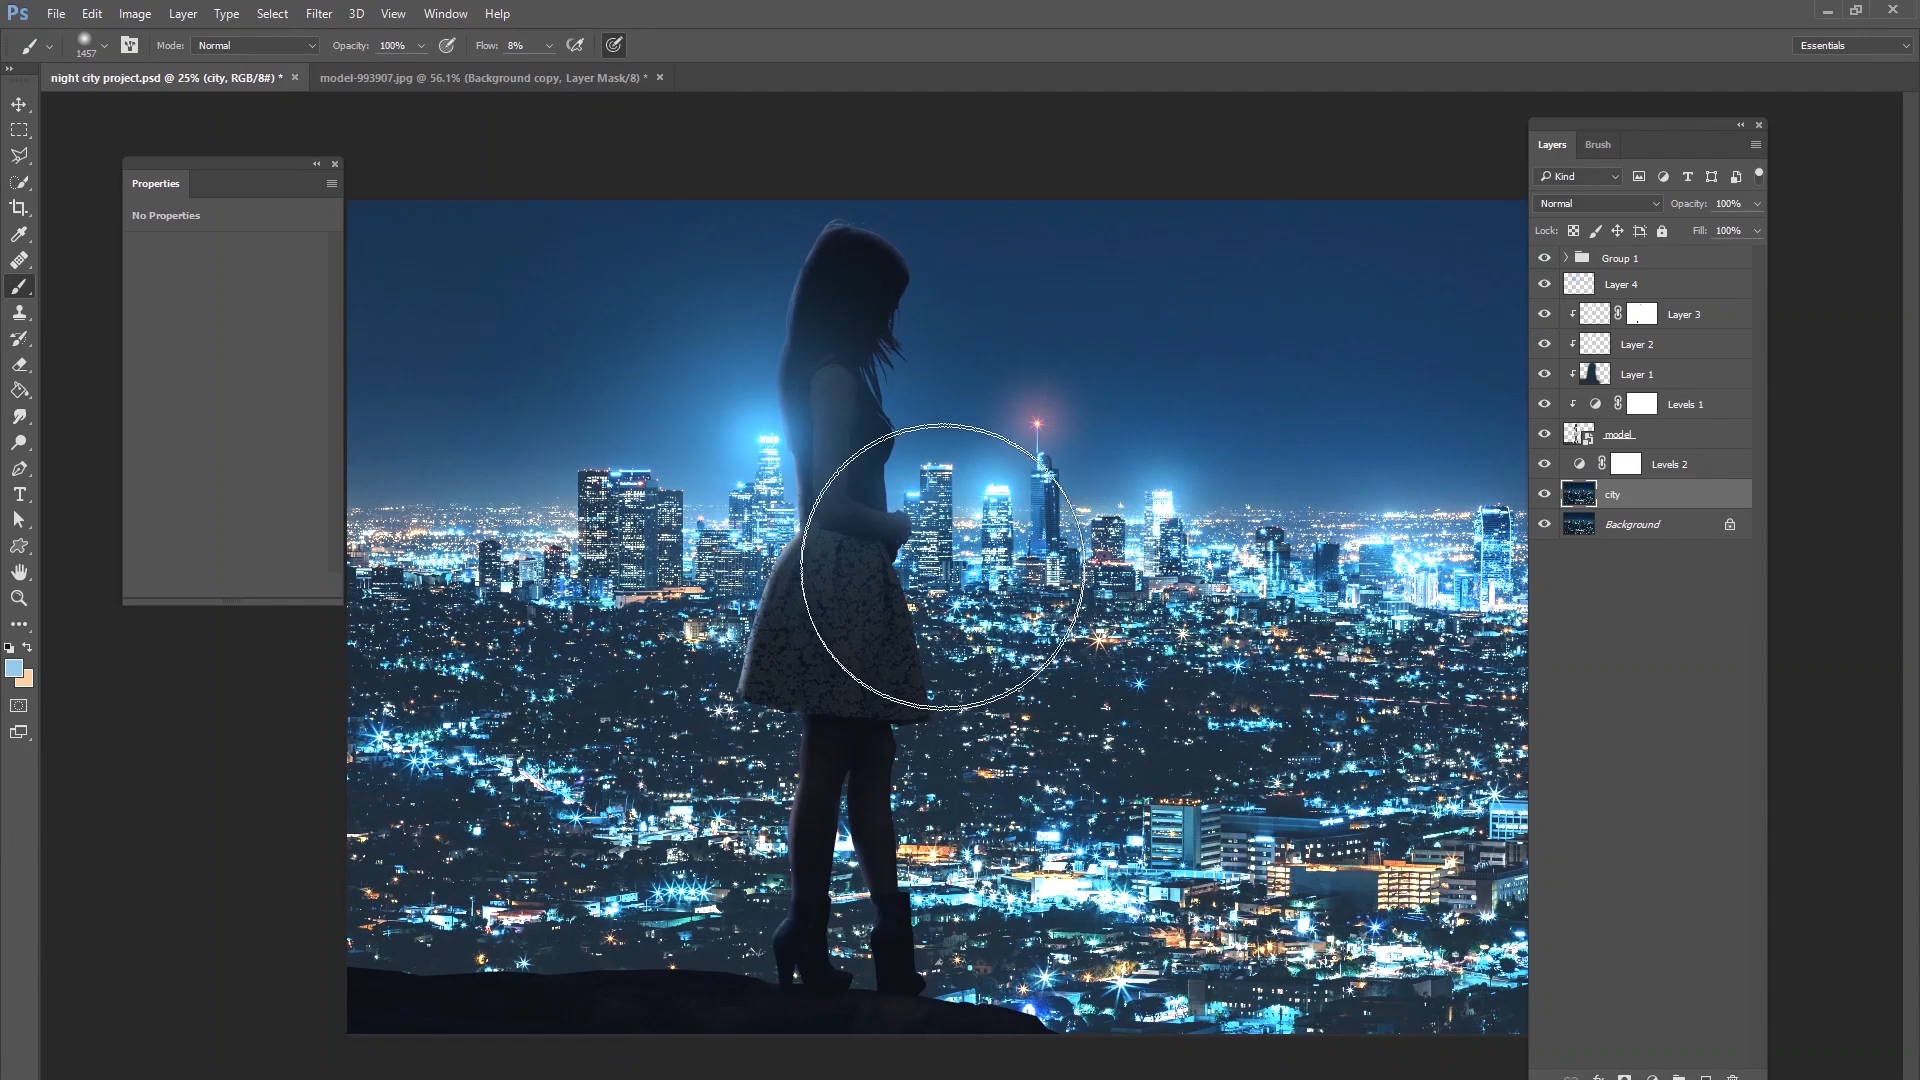 Ps File Edit Image Layer Type Select Filter 3D View Window Help
1457 Mode: Normal Opacity: 100% Flow: 8% Essentials
night city project.psd @ 25% (city, RGB/8#) * × model-993907.jpg @ 56.1% (Background copy, Layer Mask/8) * ×
Properties
No Properties
Layers Brush
Kind
Normal Opacity: 100%
Lock: Fill: 100%
Group 1
Layer 4
Layer 3
Layer 2
Layer 1
Levels 1
model
Levels 2
city
Background